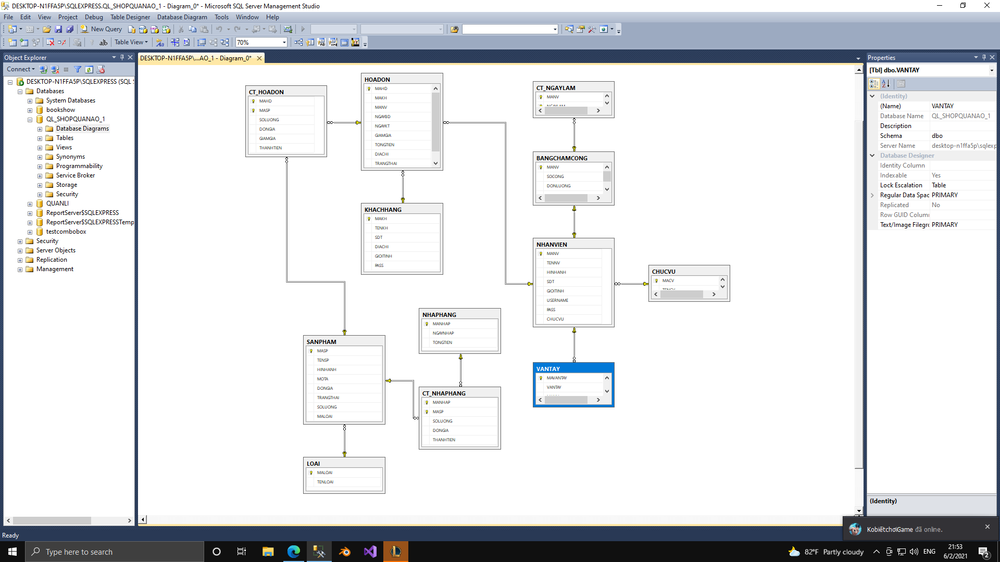 DESKTOP-N1FFA5P\SQLEXPRESS.QL_SHOPQUANAO_1 - Diagram_0* - Microsoft SQL Server Management Studio
File Edit View Project Debug Table Designer Database Diagram Tools Window Help
New Query
Table View 70%
Object Explorer
Connect
DESKTOP-N1FFA5P\SQLEXPRESS (SQL
Databases
System Databases
bookshow
QL_SHOPQUANAO_1
Database Diagrams
Tables
Views
Synonyms
Programmability
Service Broker
Storage
Security
QUANLI
ReportServer$SQLEXPRESS
ReportServer$SQLEXPRESSTemp
testcombobox
Security
Server Objects
Replication
Management
DESKTOP-N1FFA5P\...AO_1 - Diagram_0*
CT_HOADON
MAHD
MASP
SOLUONG
DONGIA
GIAMGIA
THANHTIEN
HOADON
MAHD
MAKH
MANV
NGAYBD
NGAYKT
GIAMGIA
TONGTIEN
DIACHI
TRANGTHAI
CT_NGAYLAM
MANV
NGAYLAM
BANGCHAMCONG
MANV
SOCONG
DONLUONG
KHACHHANG
MAKH
TENKH
SDT
DIACHI
GIOITINH
PASS
NHANVIEN
MANV
TENNV
HINHANH
SDT
GIOITINH
USERNAME
PASS
CHUCVU
CHUCVU
MACV
TENCV
NHAPHANG
MANHAP
NGAYNHAP
TONGTIEN
SANPHAM
MASP
TENSP
HINHANH
MOTA
DONGIA
TRANGTHAI
SOLUONG
MALOAI
VANTAY
MAVANTAY
VANTAY
CT_NHAPHANG
MANHAP
MASP
SOLUONG
DONGIA
THANHTIEN
LOAI
MALOAI
TENLOAI
Properties
[Tbl] dbo.VANTAY
(Identity)
(Name) VANTAY
Database Name QL_SHOPQUANAO_1
Description
Schema dbo
Server Name desktop-n1ffa5p\sqlexp
Database Designer
Identity Column
Indexable Yes
Lock Escalation Table
Regular Data Spac PRIMARY
Replicated No
Row GUID Colum
Text/Image Filegr PRIMARY
(Identity)
KobiếtchơiGame đã online.
Ready
Type here to search
82°F Partly cloudy
ENG
21:53
6/2/2021
2